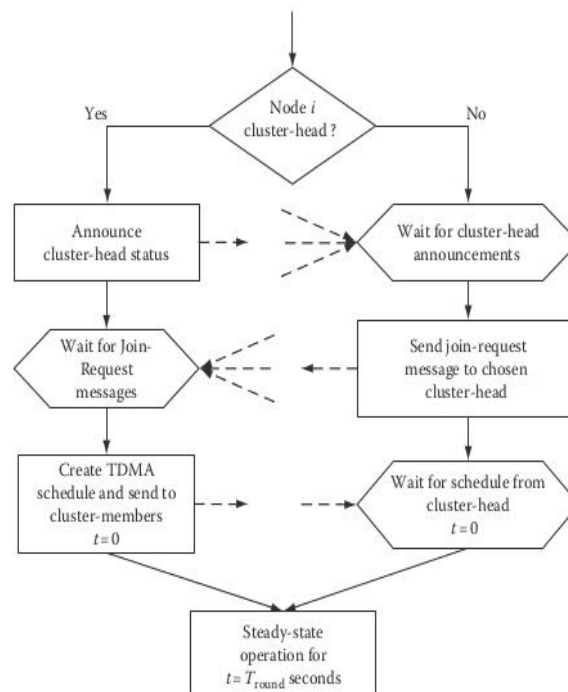 Node i
cluster-head ?
Yes
No
Announce
cluster-head status
Wait for cluster-head
announcements
Wait for Join-
Request
messages
Send join-request
message to chosen
cluster-head
Create TDMA
schedule and send to
cluster-members
t = 0
Wait for schedule from
cluster-head
t = 0
Steady-state
operation for
t = Tround seconds